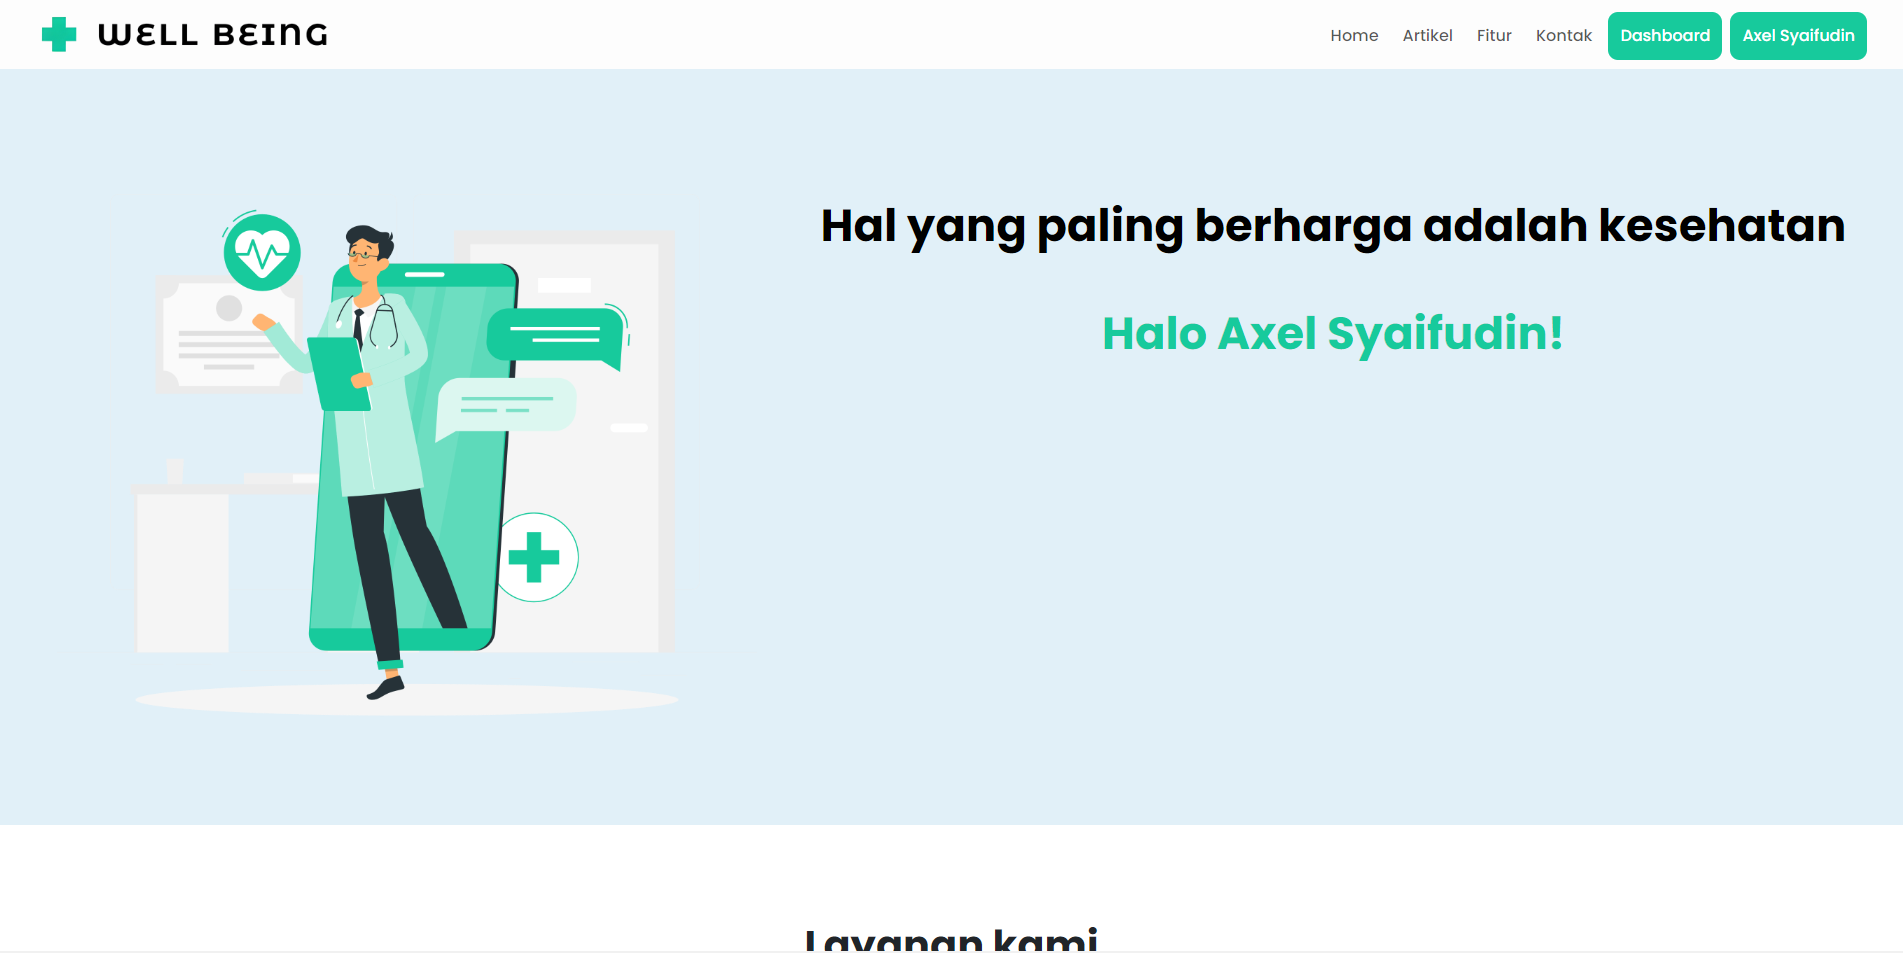 WELL BEING
Home Artikel Fitur Kontak Dashboard Axel Syaifudin
Hal yang paling berharga adalah kesehatan
Halo Axel Syaifudin!
Layanan kami